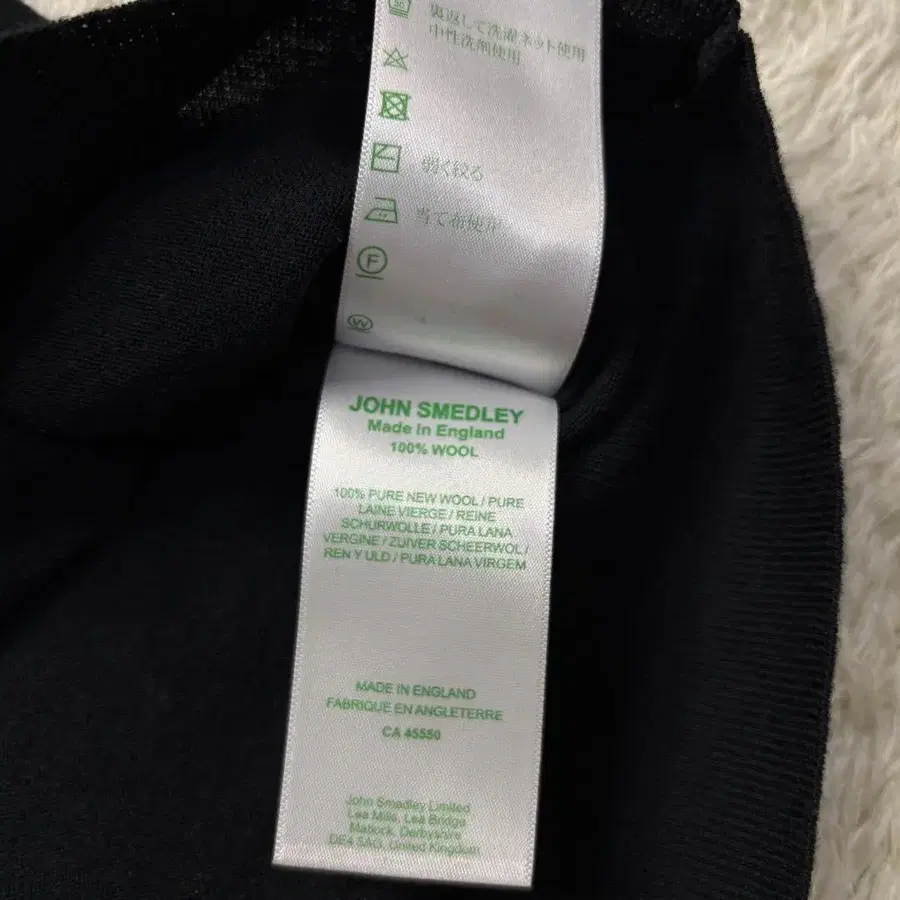 裏返して洗濯ネット使用
中性洗剤使用
弱く絞る
当て布使用
F
W
JOHN SMEDLEY
Made in England
100% WOOL
100% PURE NEW WOOL / PURE
LAINE VIERGE / REINE
SCHURWOLLE / PURA LANA
VERGINE / ZUIVER SCHEERWOL /
REN Y ULD / PURA LANA VIRGEM
MADE IN ENGLAND
FABRIQUE EN ANGLETERRE
CA 45550
John Smedley Limited
Lea Mills, Lea Bridge
Matlock, Derbyshire
DE4 5AG, United Kingdom